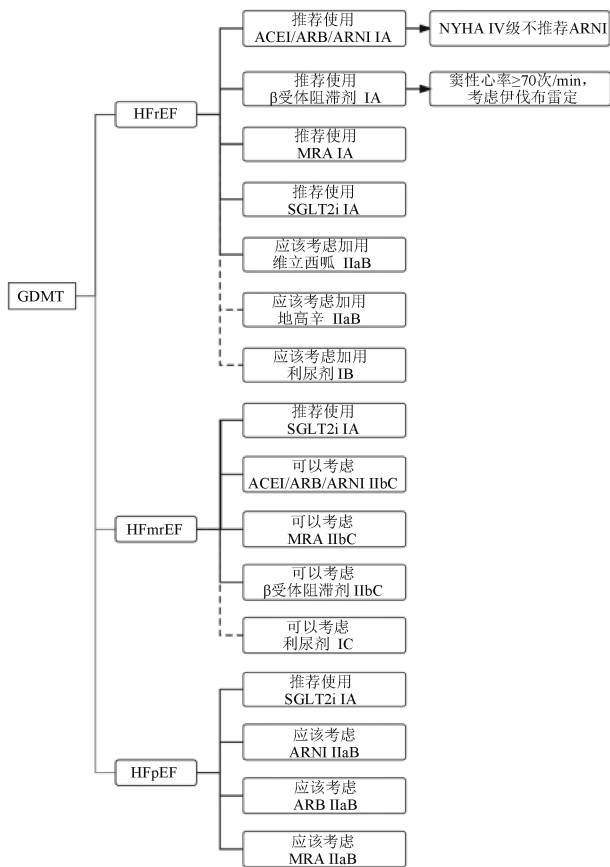 GDMT
HFrEF
推荐使用
ACEI/ARB/ARNI IA
NYHA IV级不推荐ARNI
推荐使用
β受体阻滞剂 IA
窦性心率≥70次/min，
考虑伊伐布雷定
推荐使用
MRA IA
推荐使用
SGLT2i IA
应该考虑加用
维立西呱 IIaB
应该考虑加用
地高辛 IIaB
应该考虑加用
利尿剂 IB
HFmrEF
推荐使用
SGLT2i IA
可以考虑
ACEI/ARB/ARNI IIbC
可以考虑
MRA IIbC
可以考虑
β受体阻滞剂 IIbC
可以考虑
利尿剂 IC
HFpEF
推荐使用
SGLT2i IA
应该考虑
ARNI IIaB
应该考虑
ARB IIaB
应该考虑
MRA IIaB